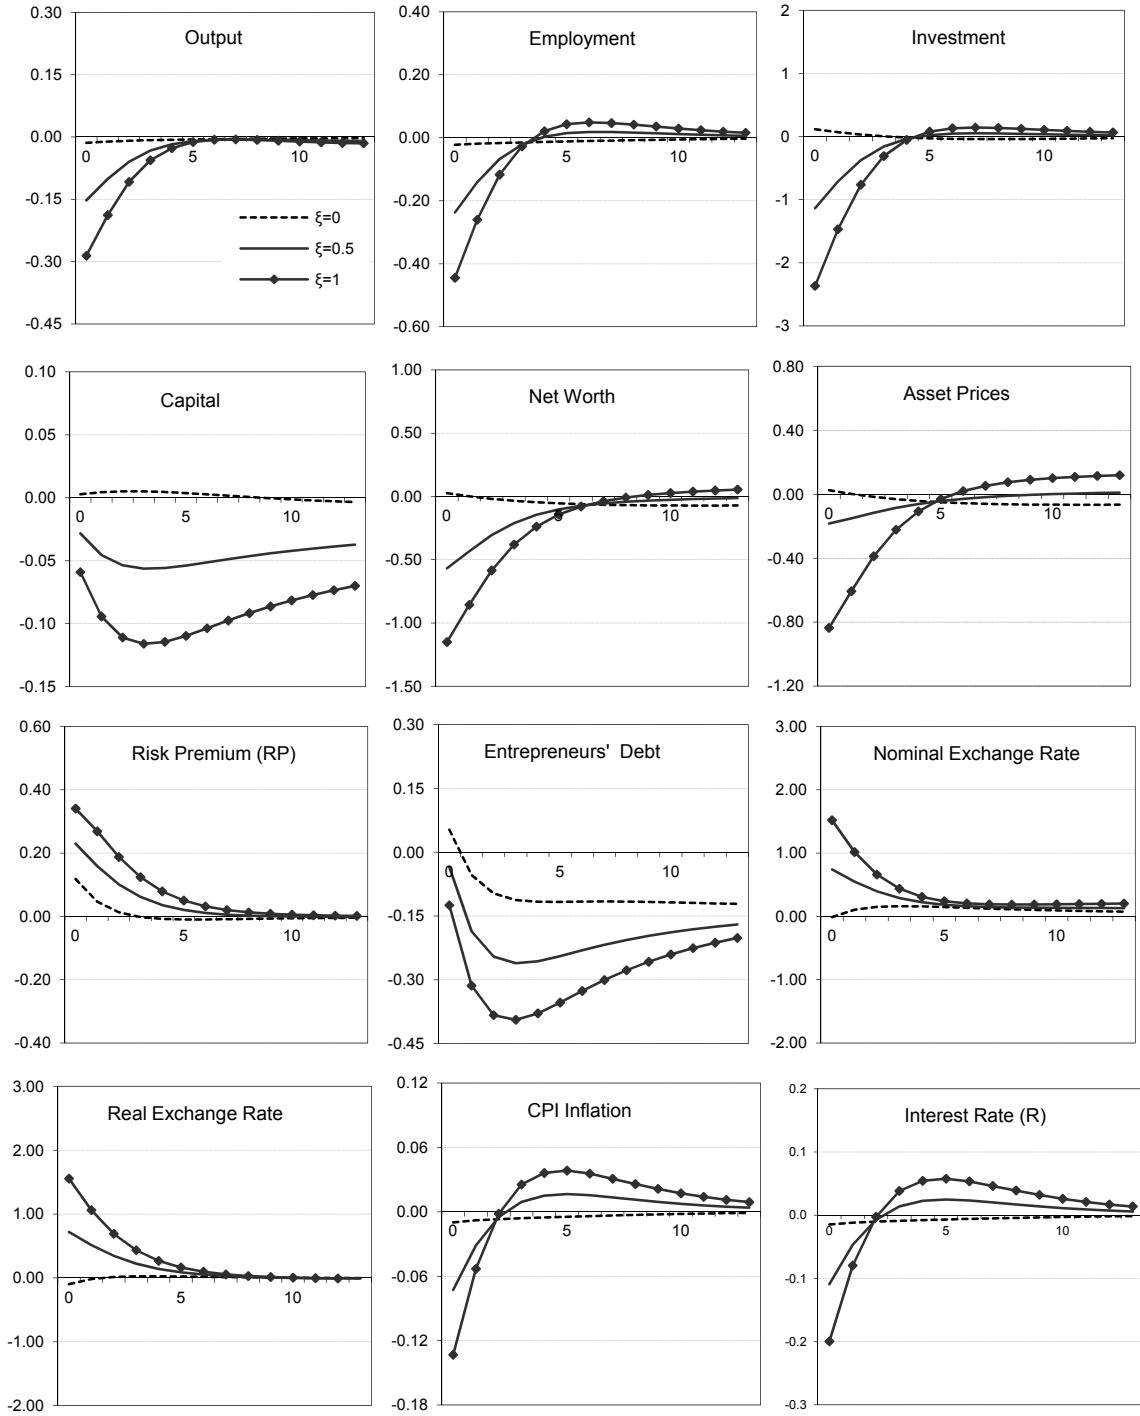 Output
0.30
0.15
0.00
-0.15
-0.30
-0.45
0 5 10
ξ=0
ξ=0.5
ξ=1
Employment
0.40
0.20
0.00
-0.20
-0.40
-0.60
0 5 10
Investment
2
1
0
-1
-2
-3
0 5 10
Capital
0.10
0.05
0.00
-0.05
-0.10
-0.15
0 5 10
Net Worth
1.00
0.50
0.00
-0.50
-1.00
-1.50
0 5 10
Asset Prices
0.80
0.40
0.00
-0.40
-0.80
-1.20
0 5 10
Risk Premium (RP)
0.60
0.40
0.20
0.00
-0.20
-0.40
0 5 10
Entrepreneurs' Debt
0.30
0.15
0.00
-0.15
-0.30
-0.45
0 5 10
Nominal Exchange Rate
3.00
2.00
1.00
0.00
-1.00
-2.00
0 5 10
Real Exchange Rate
3.00
2.00
1.00
0.00
-1.00
-2.00
0 5 10
CPI Inflation
0.12
0.06
0.00
-0.06
-0.12
-0.18
0 5 10
Interest Rate (R)
0.2
0.1
0.0
-0.1
-0.2
-0.3
0 5 10